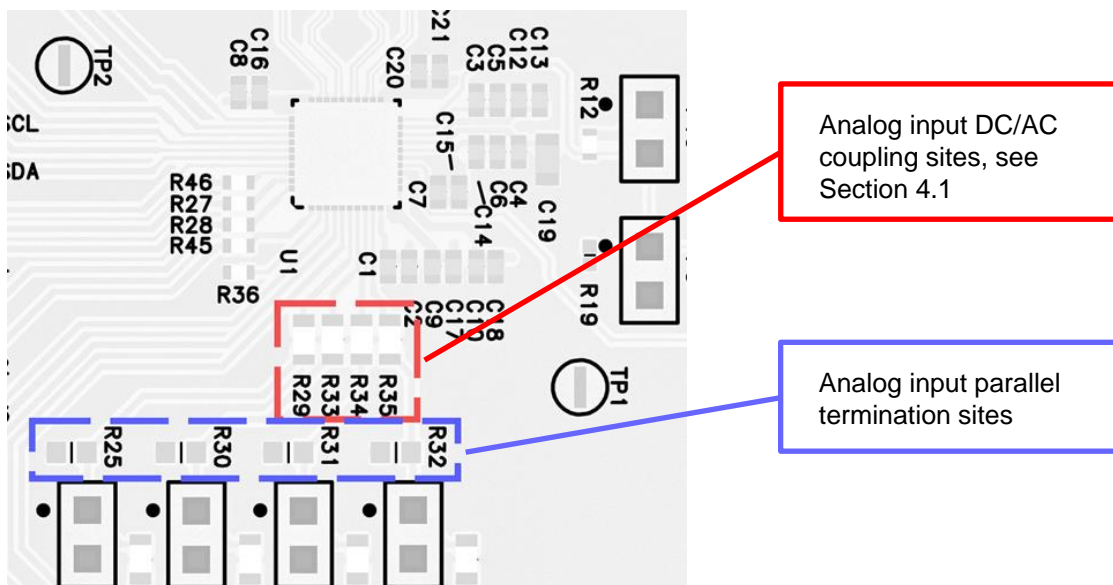 TP2
C8
C16
C20
C21
C3
C5
C12
C13
R12
SCL
SDA
R46
R27
R28
R45
R36
U1
C7
C15
C6
C4
C14
C19
C1
C2
C9
C17
C10
C18
R19
R29
R33
R34
R35
TP1
R25
R30
R31
R32
Analog input DC/AC
coupling sites, see
Section 4.1
Analog input parallel
termination sites